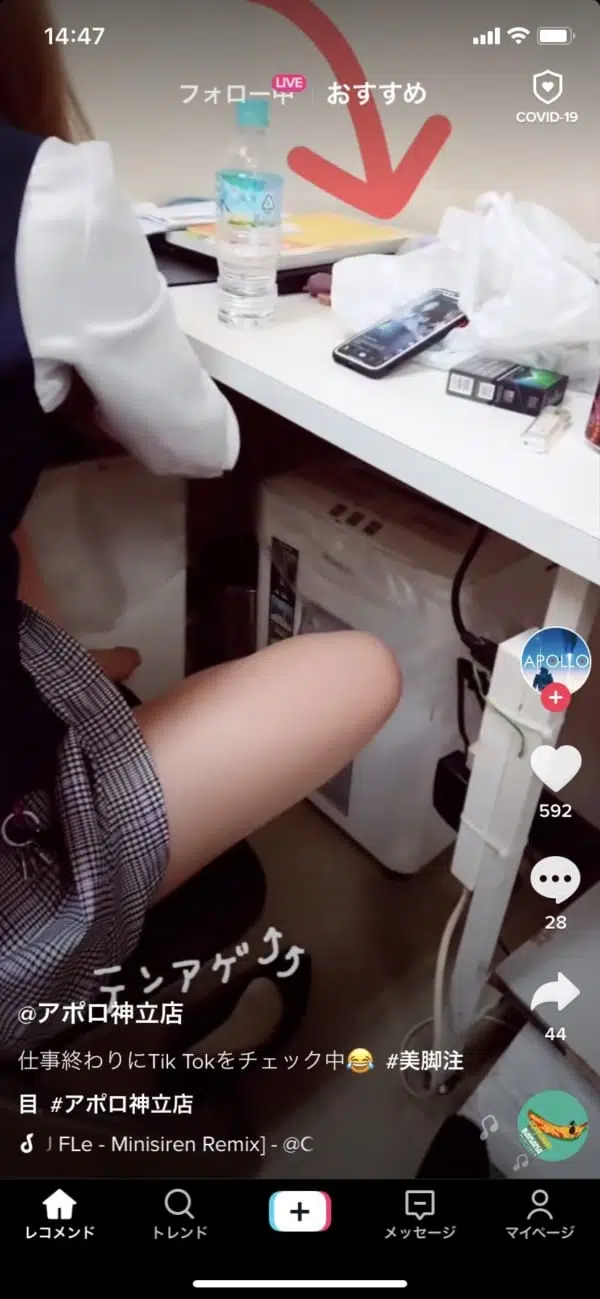 14:47
フォロー中 LIVE おすすめ
COVID-19
APOLLO
592
28
44
テンアゲ⤴⤴
@アポロ神立店
仕事終わりにTik Tokをチェック中😂 #美脚注
目 #アポロ神立店
FLe - Minisiren Remix] - @C
レコメンド
トレンド
メッセージ
マイページ